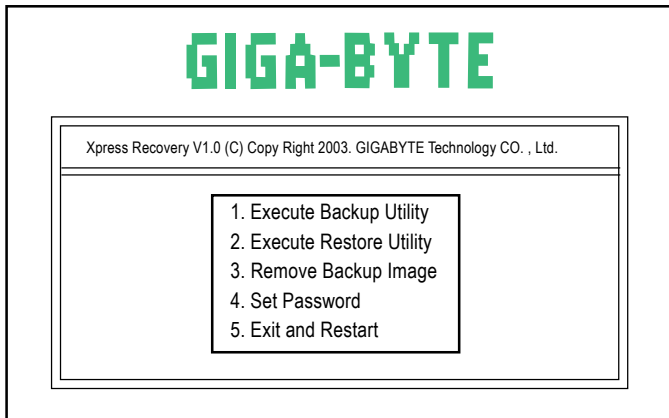 GIGA-BYTE
Xpress Recovery V1.0 (C) Copy Right 2003. GIGABYTE Technology CO. , Ltd.
1. Execute Backup Utility
2. Execute Restore Utility
3. Remove Backup Image
4. Set Password
5. Exit and Restart